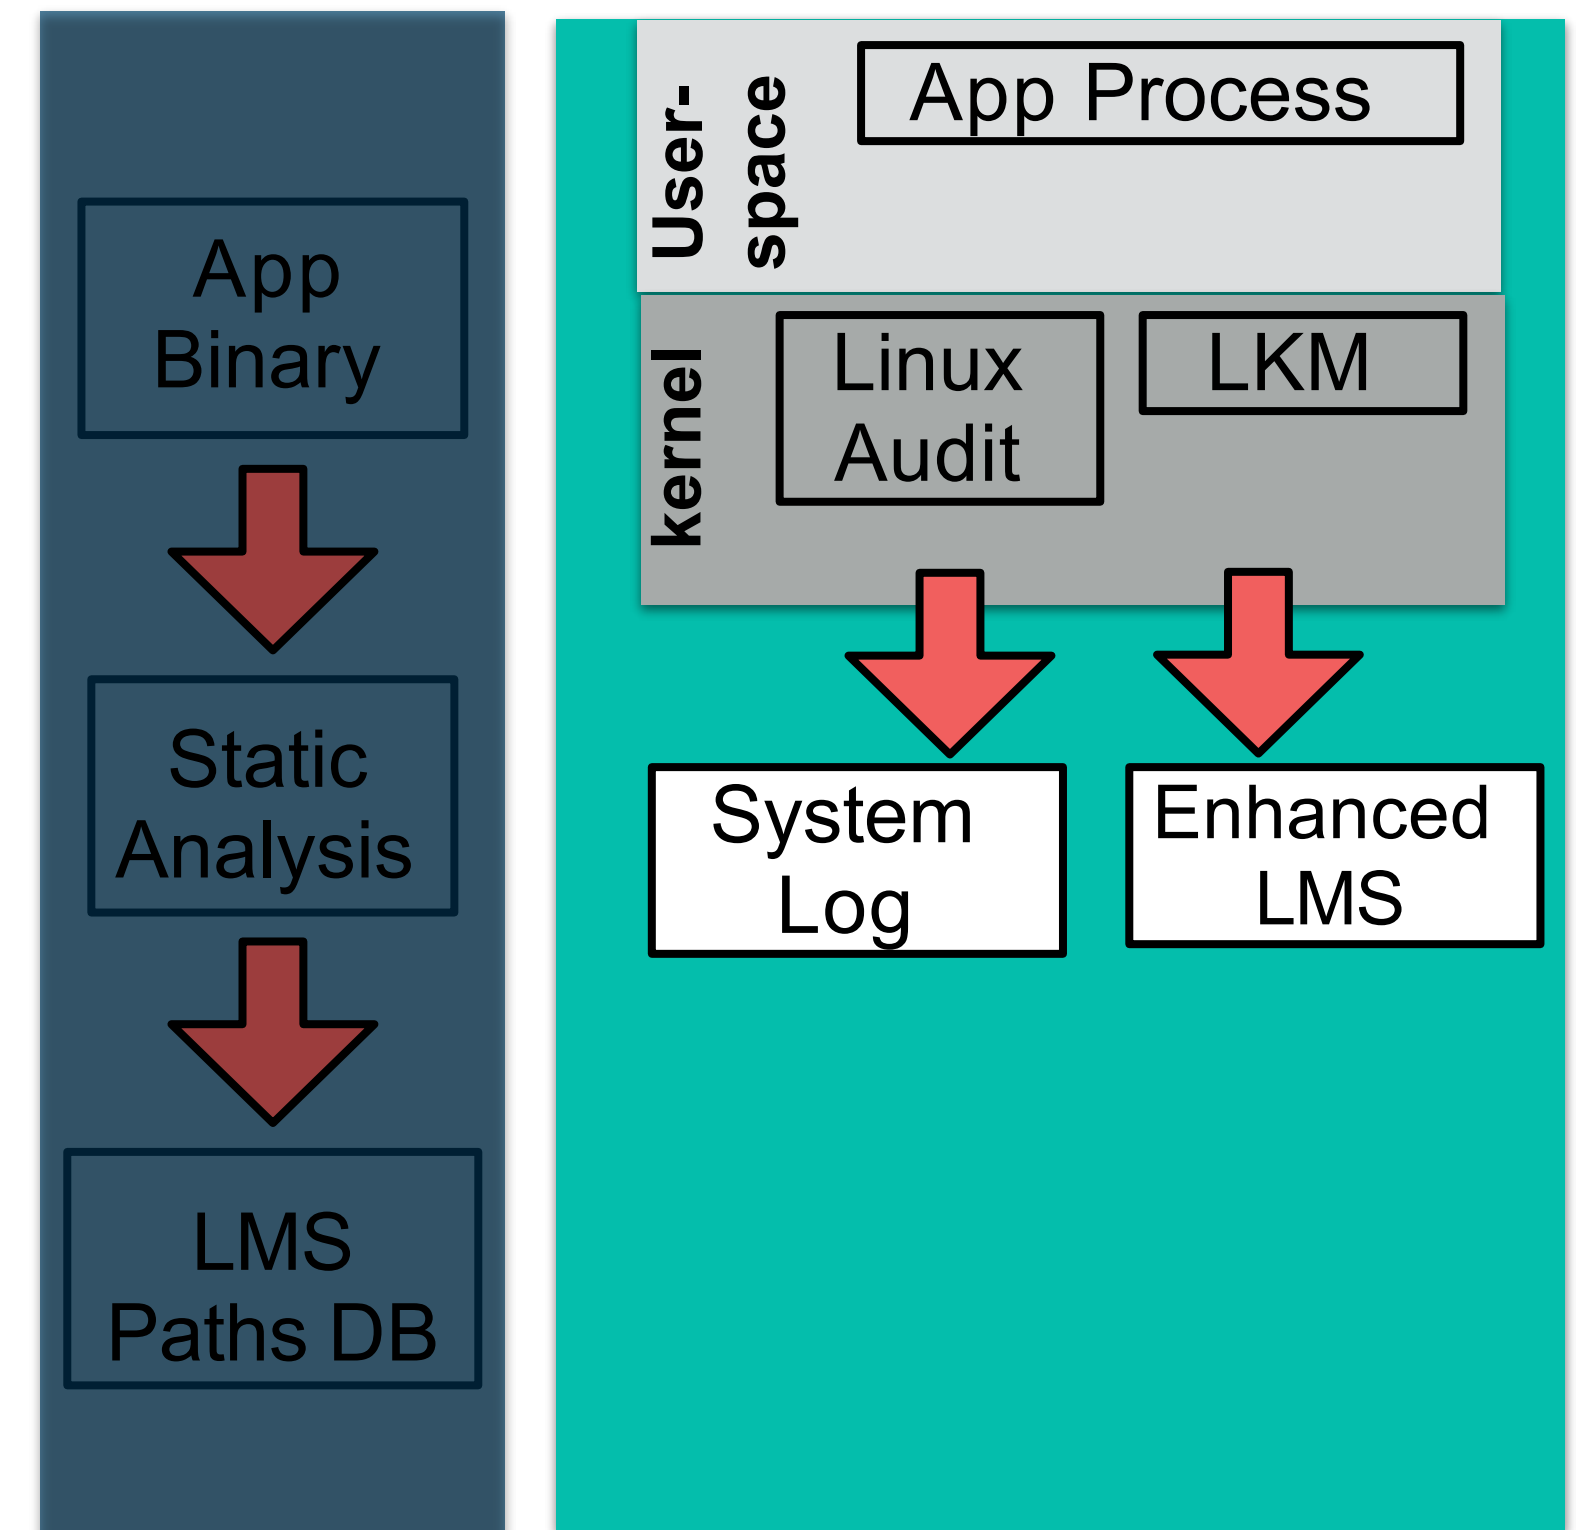 App
Binary
Static
Analysis
LMS
Paths DB
User-
space
App Process
kernel
Linux
Audit
LKM
System
Log
Enhanced
LMS